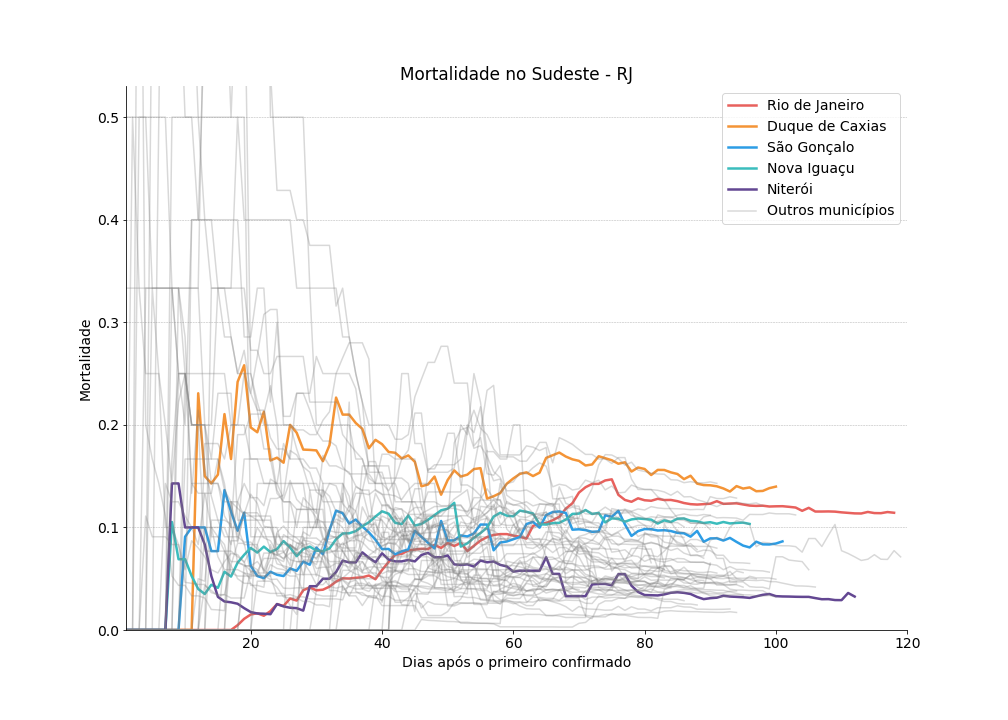 Mortalidade no Sudeste - RJ
Rio de Janeiro
Duque de Caxias
São Gonçalo
Nova Iguaçu
Niterói
Outros municípios
Mortalidade
0.5
0.4
0.3
0.2
0.1
0.0
20
40
60
80
100
120
Dias após o primeiro confirmado